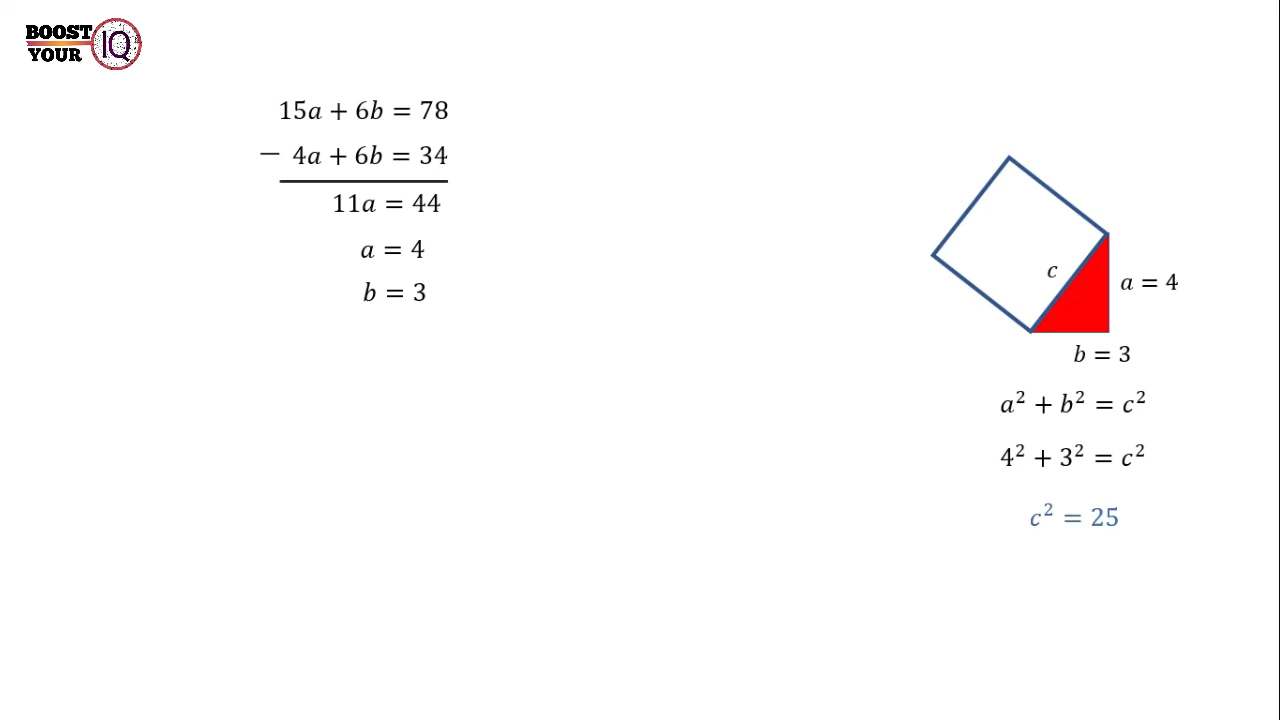 BOOST
YOUR IQ
15a + 6b = 78
− 4a + 6b = 34
11a = 44
a = 4
b = 3
c
a = 4
b = 3
a² + b² = c²
4² + 3² = c²
c² = 25